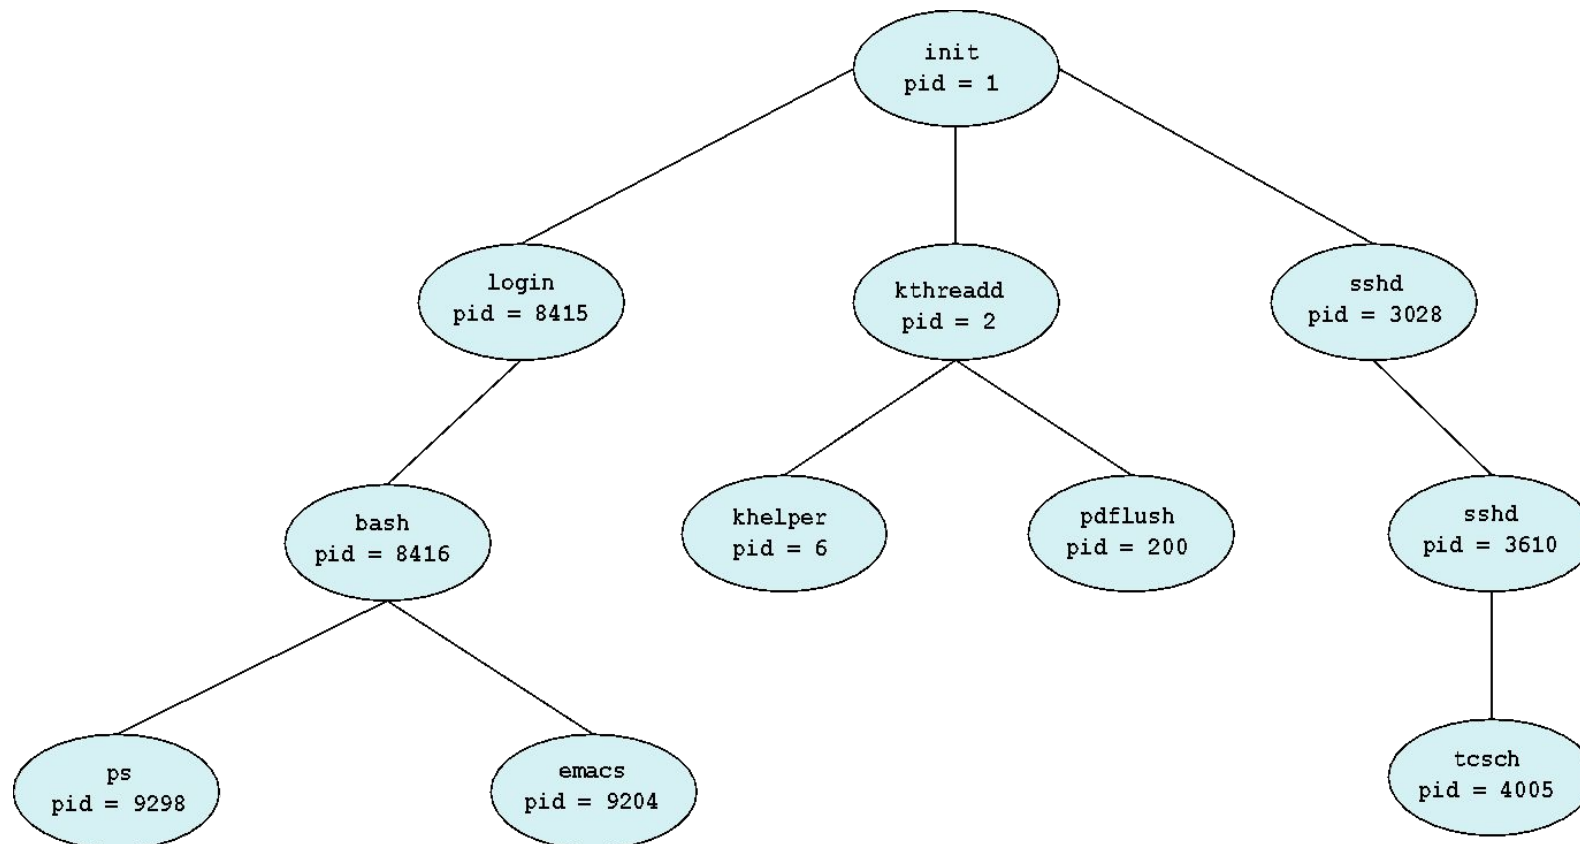 init
pid = 1
login
pid = 8415
kthreadd
pid = 2
sshd
pid = 3028
bash
pid = 8416
khelper
pid = 6
pdflush
pid = 200
sshd
pid = 3610
ps
pid = 9298
emacs
pid = 9204
tcsch
pid = 4005